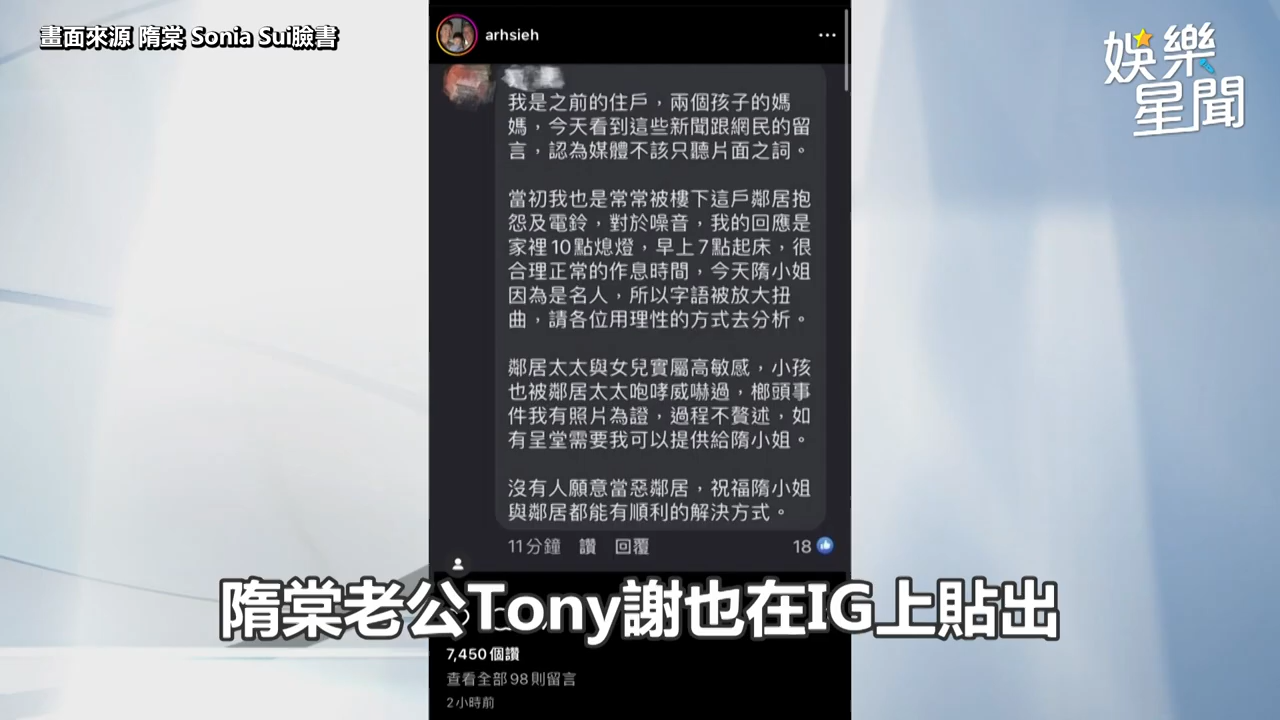 畫面來源 隋棠 Sonia Sui臉書
娛樂
星聞
arhsieh
我是之前的住戶，兩個孩子的媽
媽，今天看到這些新聞跟網民的留
言，認為媒體不該只聽片面之詞。
當初我也是常常被樓下這戶鄰居抱
怨及電鈴，對於噪音，我的回應是
家裡10點熄燈，早上7點起床，很
合理正常的作息時間，今天隋小姐
因為是名人，所以字語被放大扭
曲，請各位用理性的方式去分析。
鄰居太太與女兒實屬高敏感，小孩
也被鄰居太太咆哮威嚇過，榔頭事
件我有照片為證，過程不贅述，如
有呈堂需要我可以提供給隋小姐。
沒有人願意當惡鄰居，祝福隋小姐
與鄰居都能有順利的解決方式。
11分鐘 讚 回覆 18
隋棠老公Tony謝也在IG上貼出
7,450個讚
查看全部98則留言
2小時前